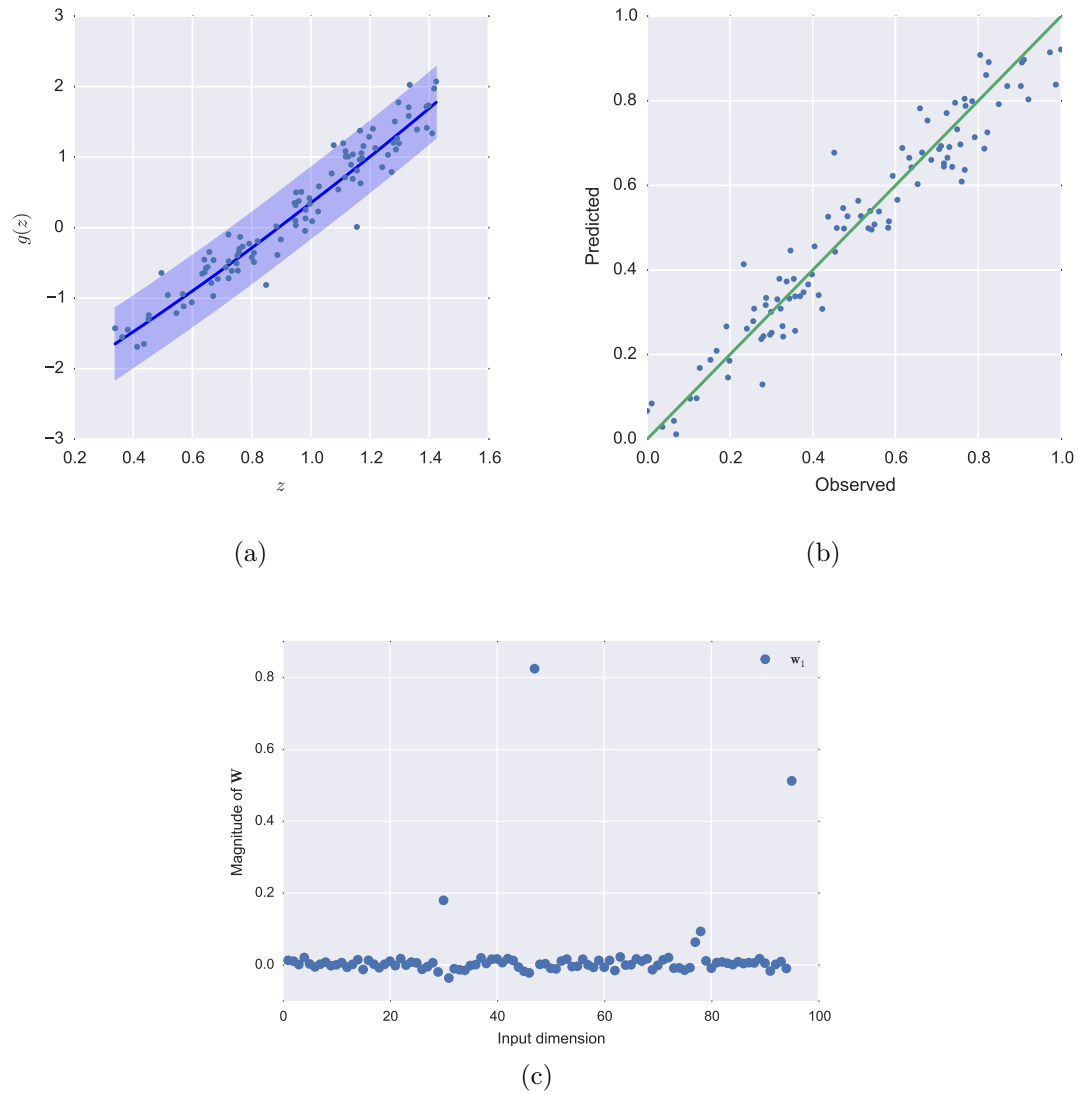 3
2
1
0
−1
−2
−3
0.2 0.4 0.6 0.8 1.0 1.2 1.4 1.6
g(z)
z
(a)
1.0
0.8
0.6
0.4
0.2
0.0
0.0 0.2 0.4 0.6 0.8 1.0
Predicted
Observed
(b)
w₁
0.8
0.6
0.4
0.2
0.0
0 20 40 60 80 100
Magnitude of W
Input dimension
(c)